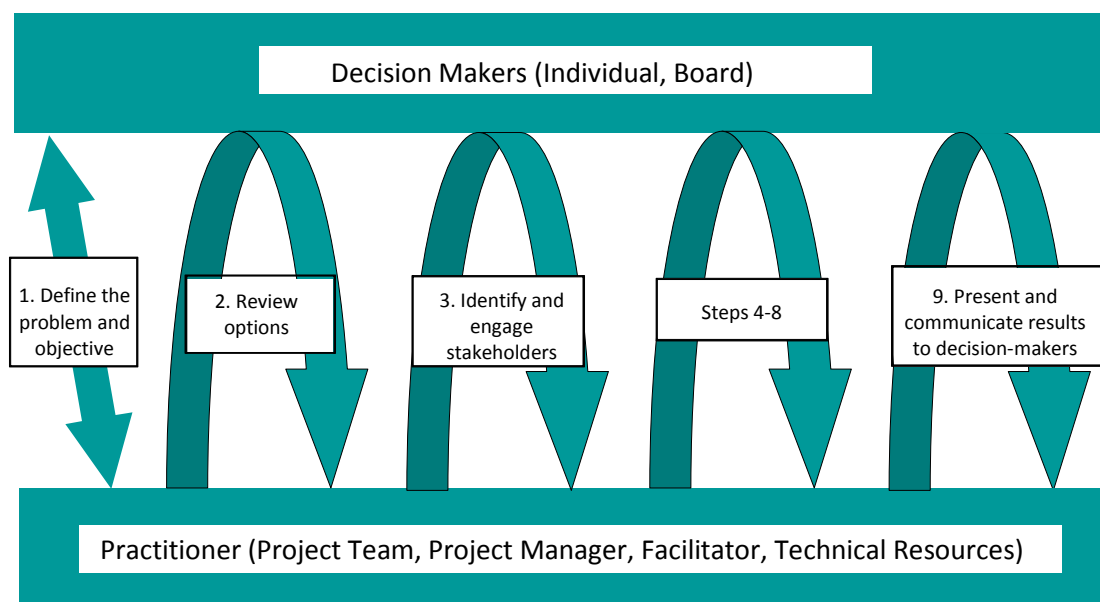 Decision Makers (Individual, Board)
1. Define the
problem and
objective
2. Review
options
3. Identify and
engage
stakeholders
Steps 4-8
9. Present and
communicate results
to decision-makers
Practitioner (Project Team, Project Manager, Facilitator, Technical Resources)